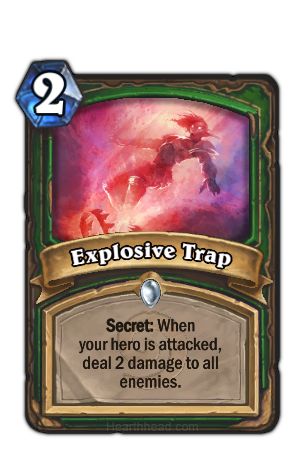 2
Explosive Trap
Secret: When
your hero is attacked,
deal 2 damage to all
enemies.
Hearthhead.com